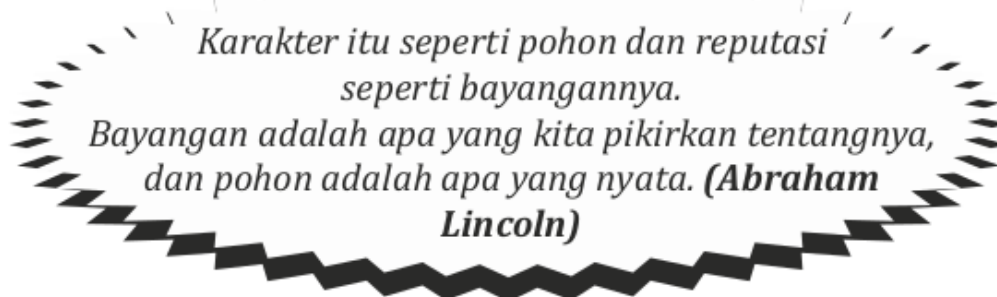 Karakter itu seperti pohon dan reputasi
seperti bayangannya.
Bayangan adalah apa yang kita pikirkan tentangnya,
dan pohon adalah apa yang nyata. (Abraham
Lincoln)